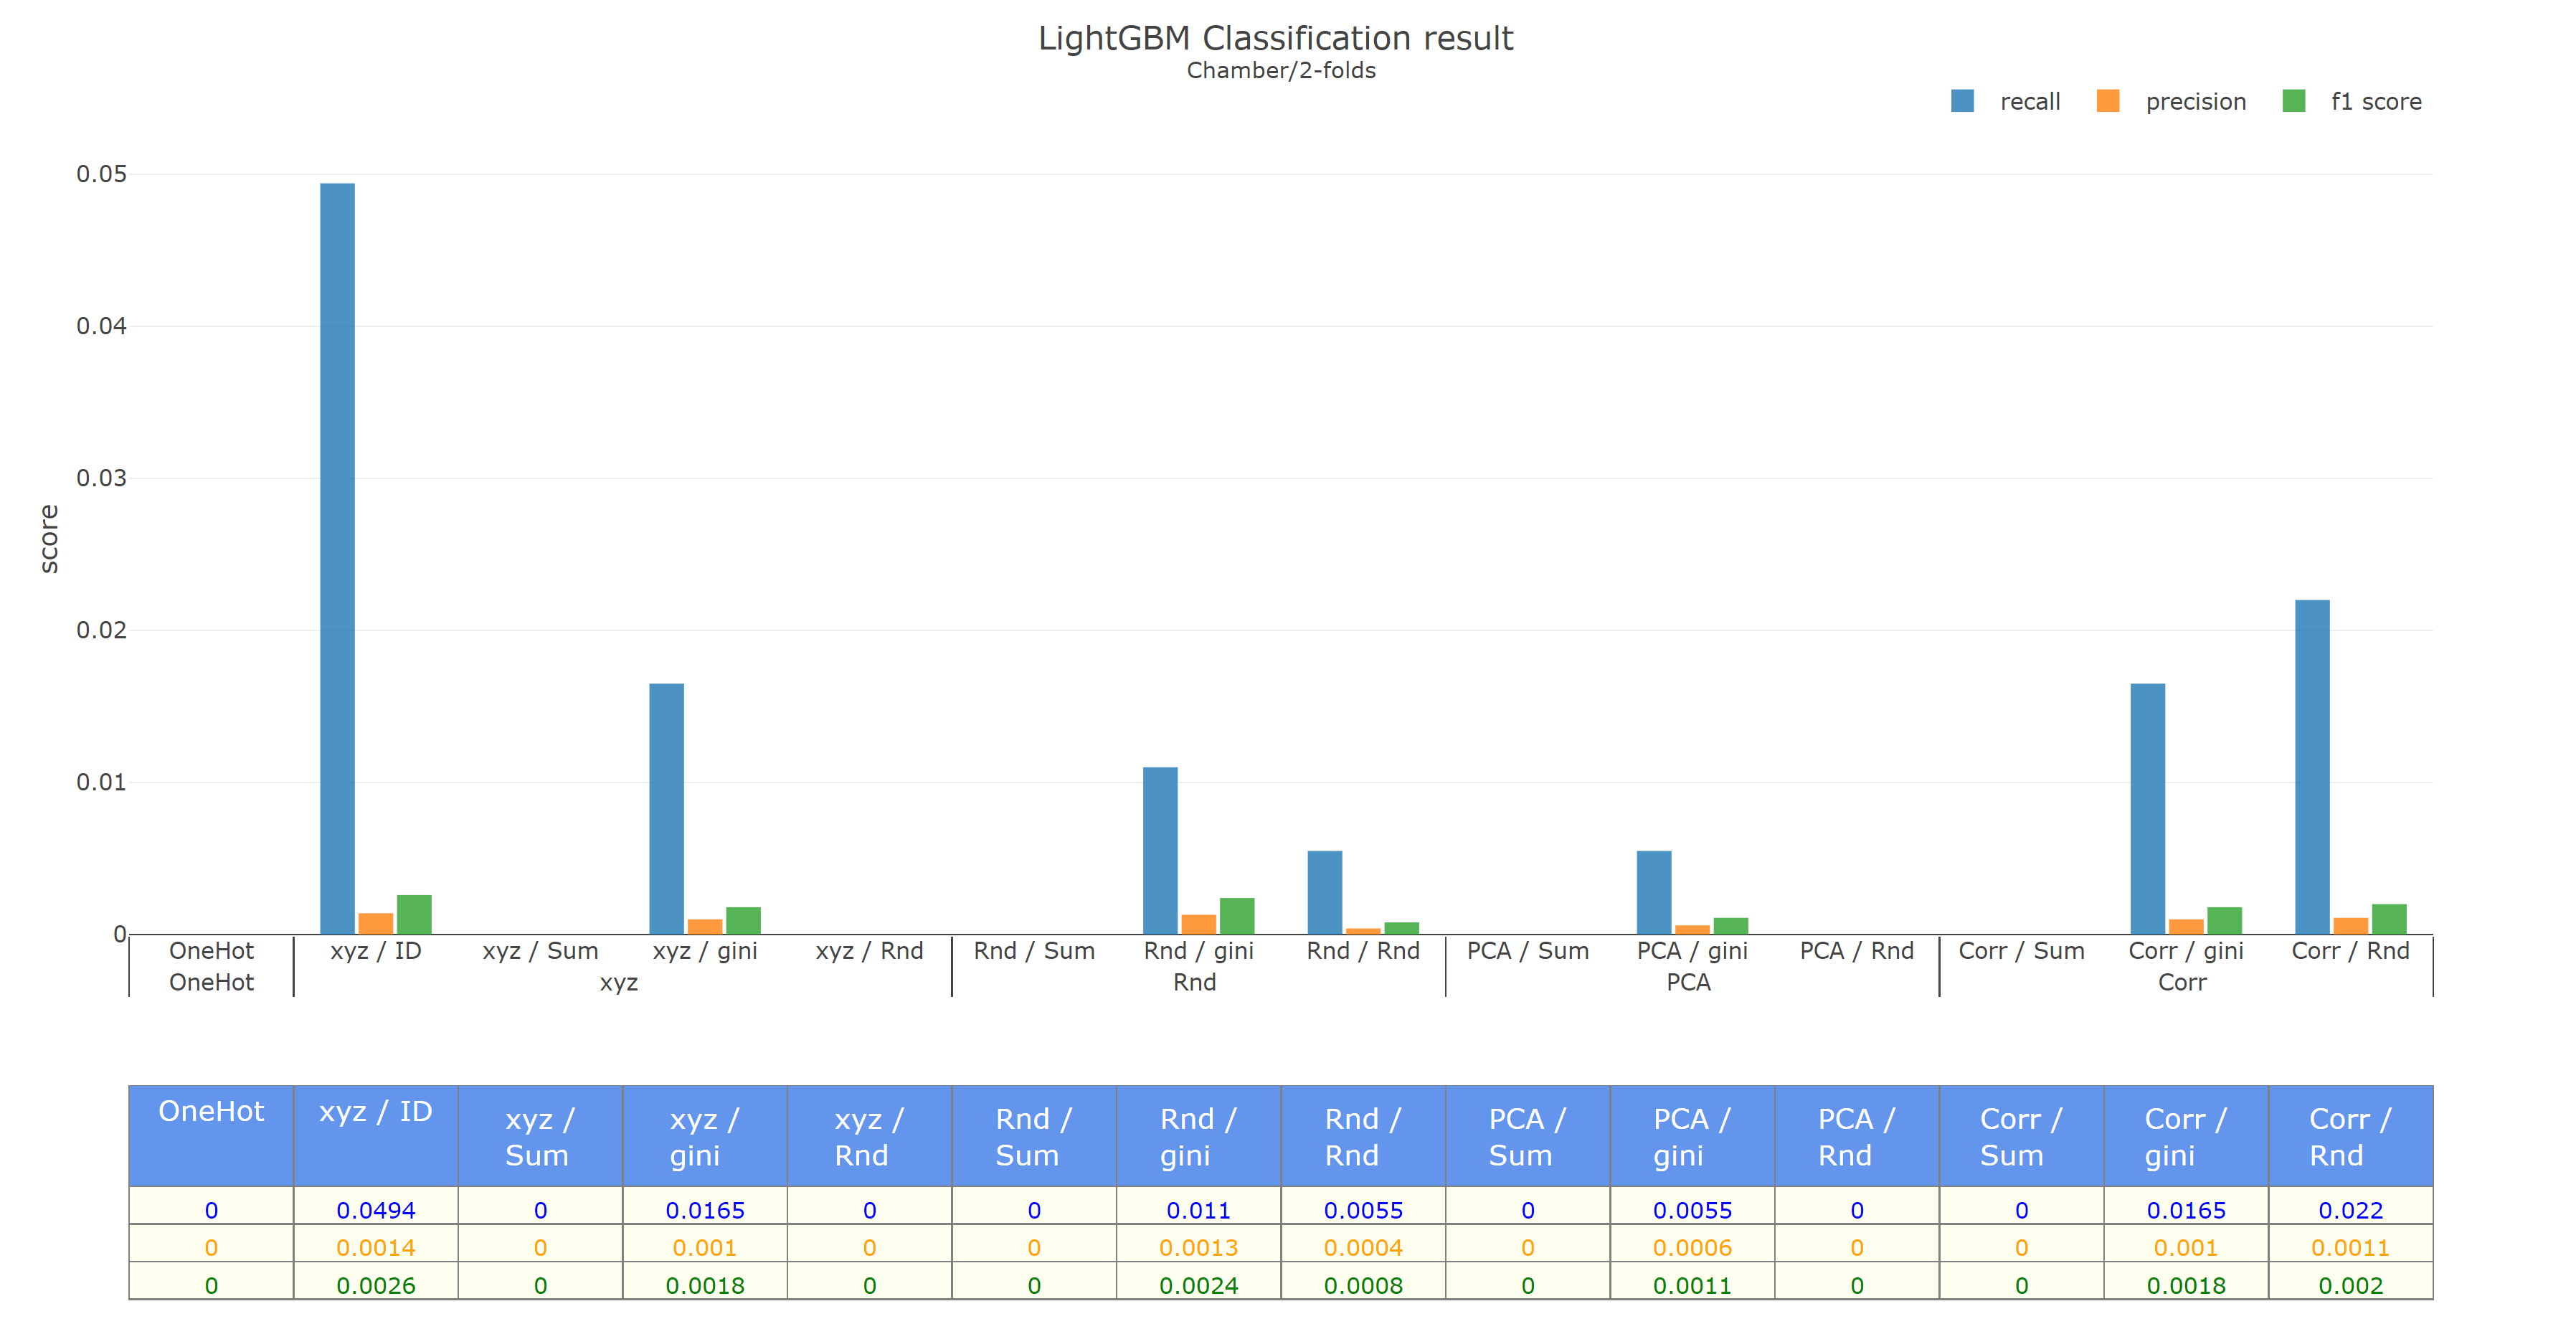 LightGBM Classification result
Chamber/2-folds
recall precision f1 score
0.05
0.04
0.03
0.02
0.01
0
score
OneHot xyz / ID xyz / Sum xyz / gini xyz / Rnd Rnd / Sum Rnd / gini Rnd / Rnd PCA / Sum PCA / gini PCA / Rnd Corr / Sum Corr / gini Corr / Rnd
OneHot xyz Rnd PCA Corr
OneHot xyz / ID xyz / Sum xyz / gini xyz / Rnd Rnd / Sum Rnd / gini Rnd / Rnd PCA / Sum PCA / gini PCA / Rnd Corr / Sum Corr / gini Corr / Rnd
0 0.0494 0 0.0165 0 0 0.011 0.0055 0 0.0055 0 0 0.0165 0.022
0 0.0014 0 0.001 0 0 0.0013 0.0004 0 0.0006 0 0 0.001 0.0011
0 0.0026 0 0.0018 0 0 0.0024 0.0008 0 0.0011 0 0 0.0018 0.002